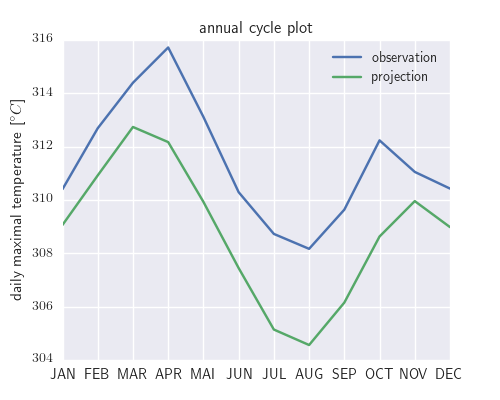 annual cycle plot
316
314
312
310
308
306
304
daily maximal temperature [°C]
observation
projection
JAN FEB MAR APR MAI JUN JUL AUG SEP OCT NOV DEC